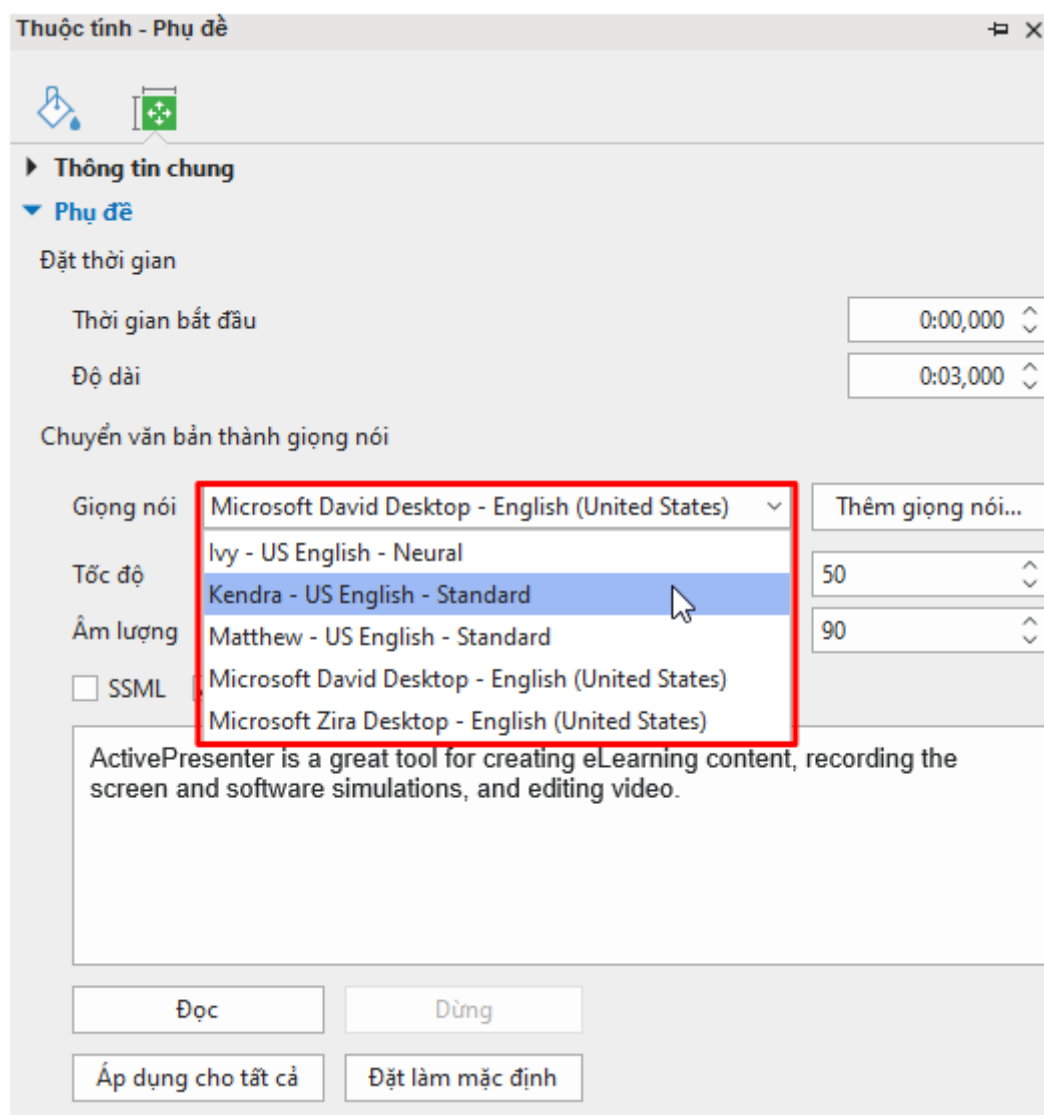 Thuộc tính - Phụ đề
Thông tin chung
Phụ đề
Đặt thời gian
Thời gian bắt đầu 0:00,000
Độ dài 0:03,000
Chuyển văn bản thành giọng nói
Giọng nói Microsoft David Desktop - English (United States) Thêm giọng nói...
Ivy - US English - Neural
Tốc độ 50
Kendra - US English - Standard
Âm lượng 90
Matthew - US English - Standard
SSML Microsoft David Desktop - English (United States)
Microsoft Zira Desktop - English (United States)
ActivePresenter is a great tool for creating eLearning content, recording the
screen and software simulations, and editing video.
Đọc Dừng
Áp dụng cho tất cả Đặt làm mặc định